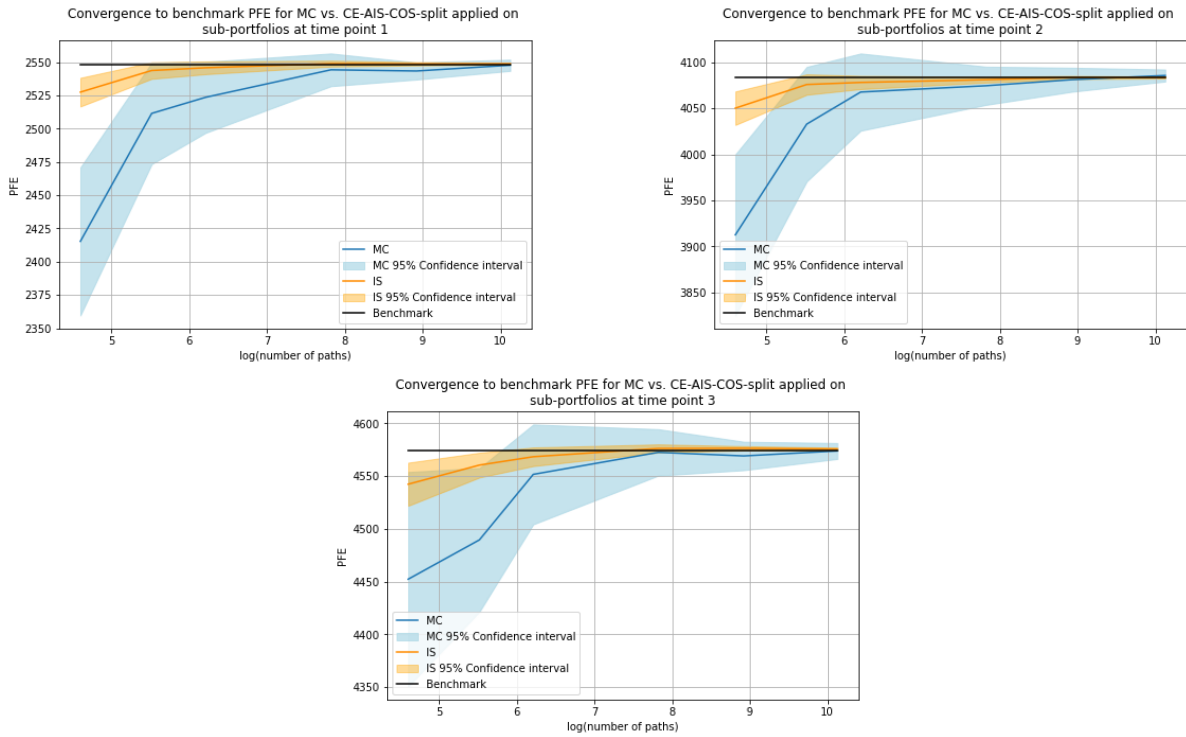 Convergence to benchmark PFE for MC vs. CE-AIS-COS-split applied on
sub-portfolios at time point 1
2550
2525
2500
2475
2450
2425
2400
2375
2350
PFE
5
6
7
8
9
10
log(number of paths)
MC
MC 95% Confidence interval
IS
IS 95% Confidence interval
Benchmark
Convergence to benchmark PFE for MC vs. CE-AIS-COS-split applied on
sub-portfolios at time point 2
4100
4050
4000
3950
3900
3850
PFE
5
6
7
8
9
10
log(number of paths)
MC
MC 95% Confidence interval
IS
IS 95% Confidence interval
Benchmark
Convergence to benchmark PFE for MC vs. CE-AIS-COS-split applied on
sub-portfolios at time point 3
4600
4550
4500
4450
4400
4350
PFE
5
6
7
8
9
10
log(number of paths)
MC
MC 95% Confidence interval
IS
IS 95% Confidence interval
Benchmark